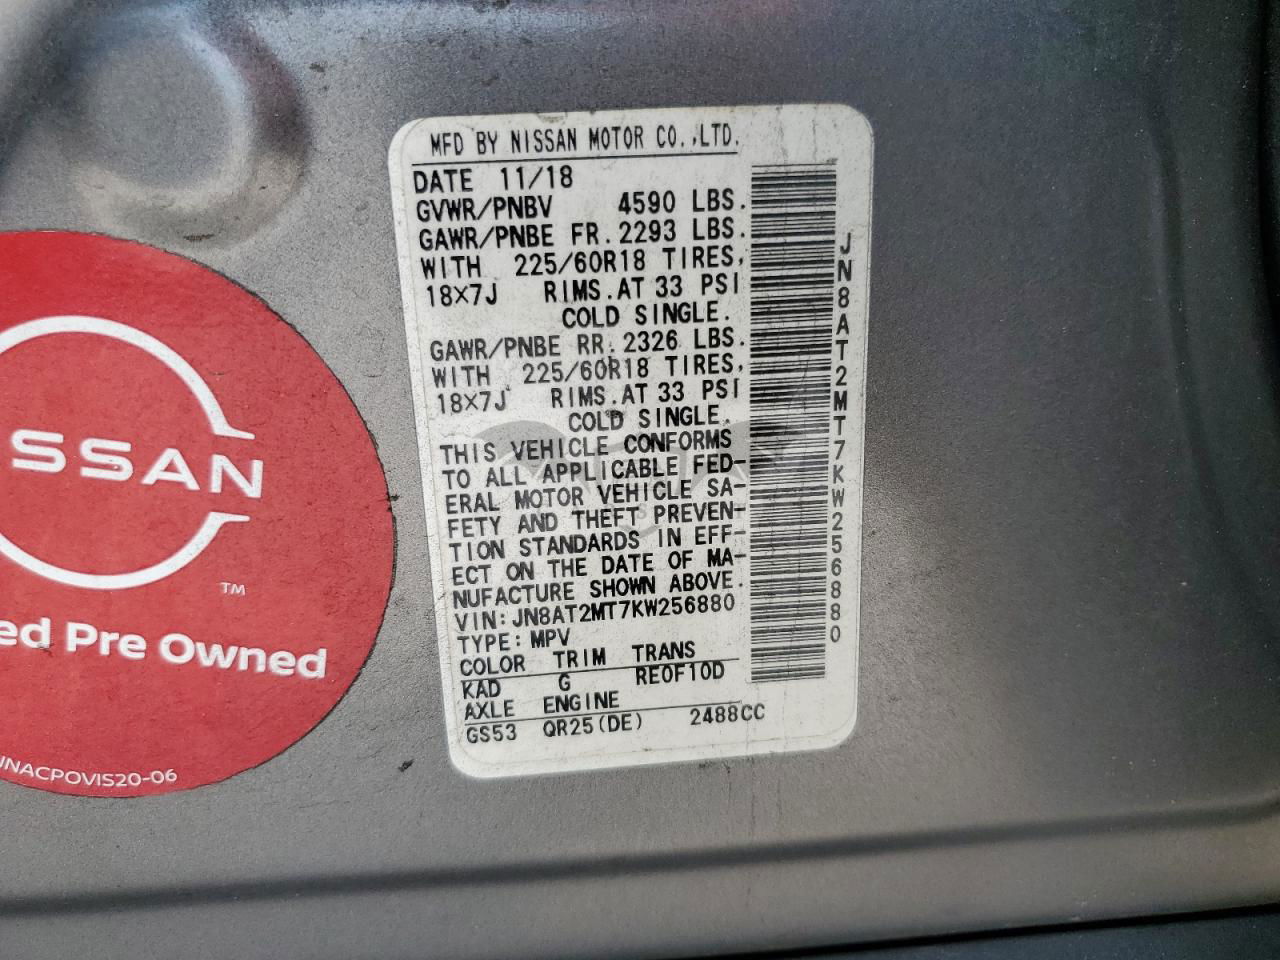 MFD BY NISSAN MOTOR CO.,LTD.
DATE 11/18
GVWR/PNBV 4590 LBS.
GAWR/PNBE FR. 2293 LBS.
WITH 225/60R18 TIRES,
18X7J RIMS.AT 33 PSI
COLD SINGLE.
GAWR/PNBE RR. 2326 LBS.
WITH 225/60R18 TIRES,
18X7J RIMS.AT 33 PSI
COLD SINGLE.
THIS VEHICLE CONFORMS
TO ALL APPLICABLE FED-
ERAL MOTOR VEHICLE SA-
FETY AND THEFT PREVEN-
TION STANDARDS IN EFF-
ECT ON THE DATE OF MA-
NUFACTURE SHOWN ABOVE.
VIN:JN8AT2MT7KW256880
TYPE:MPV
COLOR TRIM TRANS
KAD G RE0F10D
AXLE ENGINE
GS53 QR25(DE) 2488CC
JN8AT2MT7KW256880
SSAN
TM
ed Pre Owned
UNACPOVIS20-06